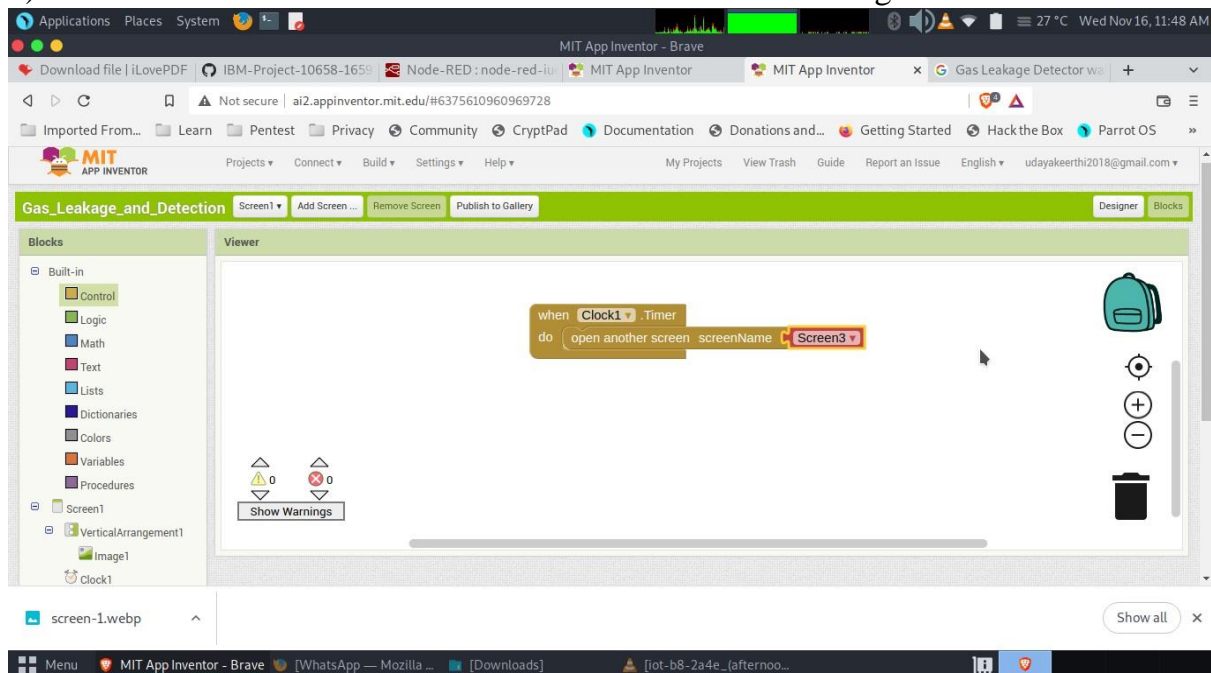 Applications Places System 27 °C Wed Nov 16, 11:48 AM
MIT App Inventor - Brave
Download file | iLovePDF IBM-Project-10658-1659 Node-RED : node-red-iu MIT App Inventor MIT App Inventor x G Gas Leakage Detector wa +
Not secure ai2.appinventor.mit.edu/#6375610960969728
Imported From... Learn Pentest Privacy Community CryptPad Documentation Donations and... Getting Started Hack the Box Parrot OS »
MIT APP INVENTOR Projects Connect Build Settings Help My Projects View Trash Guide Report an Issue English udayakeerthi2018@gmail.com
Gas_Leakage_and_Detection Screen1 Add Screen ... Remove Screen Publish to Gallery Designer Blocks
Blocks Viewer
Built-in
Control
Logic
Math
Text
Lists
Dictionaries
Colors
Variables
Procedures
Screen1
VerticalArrangement1
Image1
Clock1
when Clock1 .Timer
do open another screen screenName Screen3
0 0
Show Warnings
screen-1.webp Show all
Menu MIT App Inventor - Brave [WhatsApp — Mozilla ... [Downloads] [iot-b8-2a4e_(afternoo...